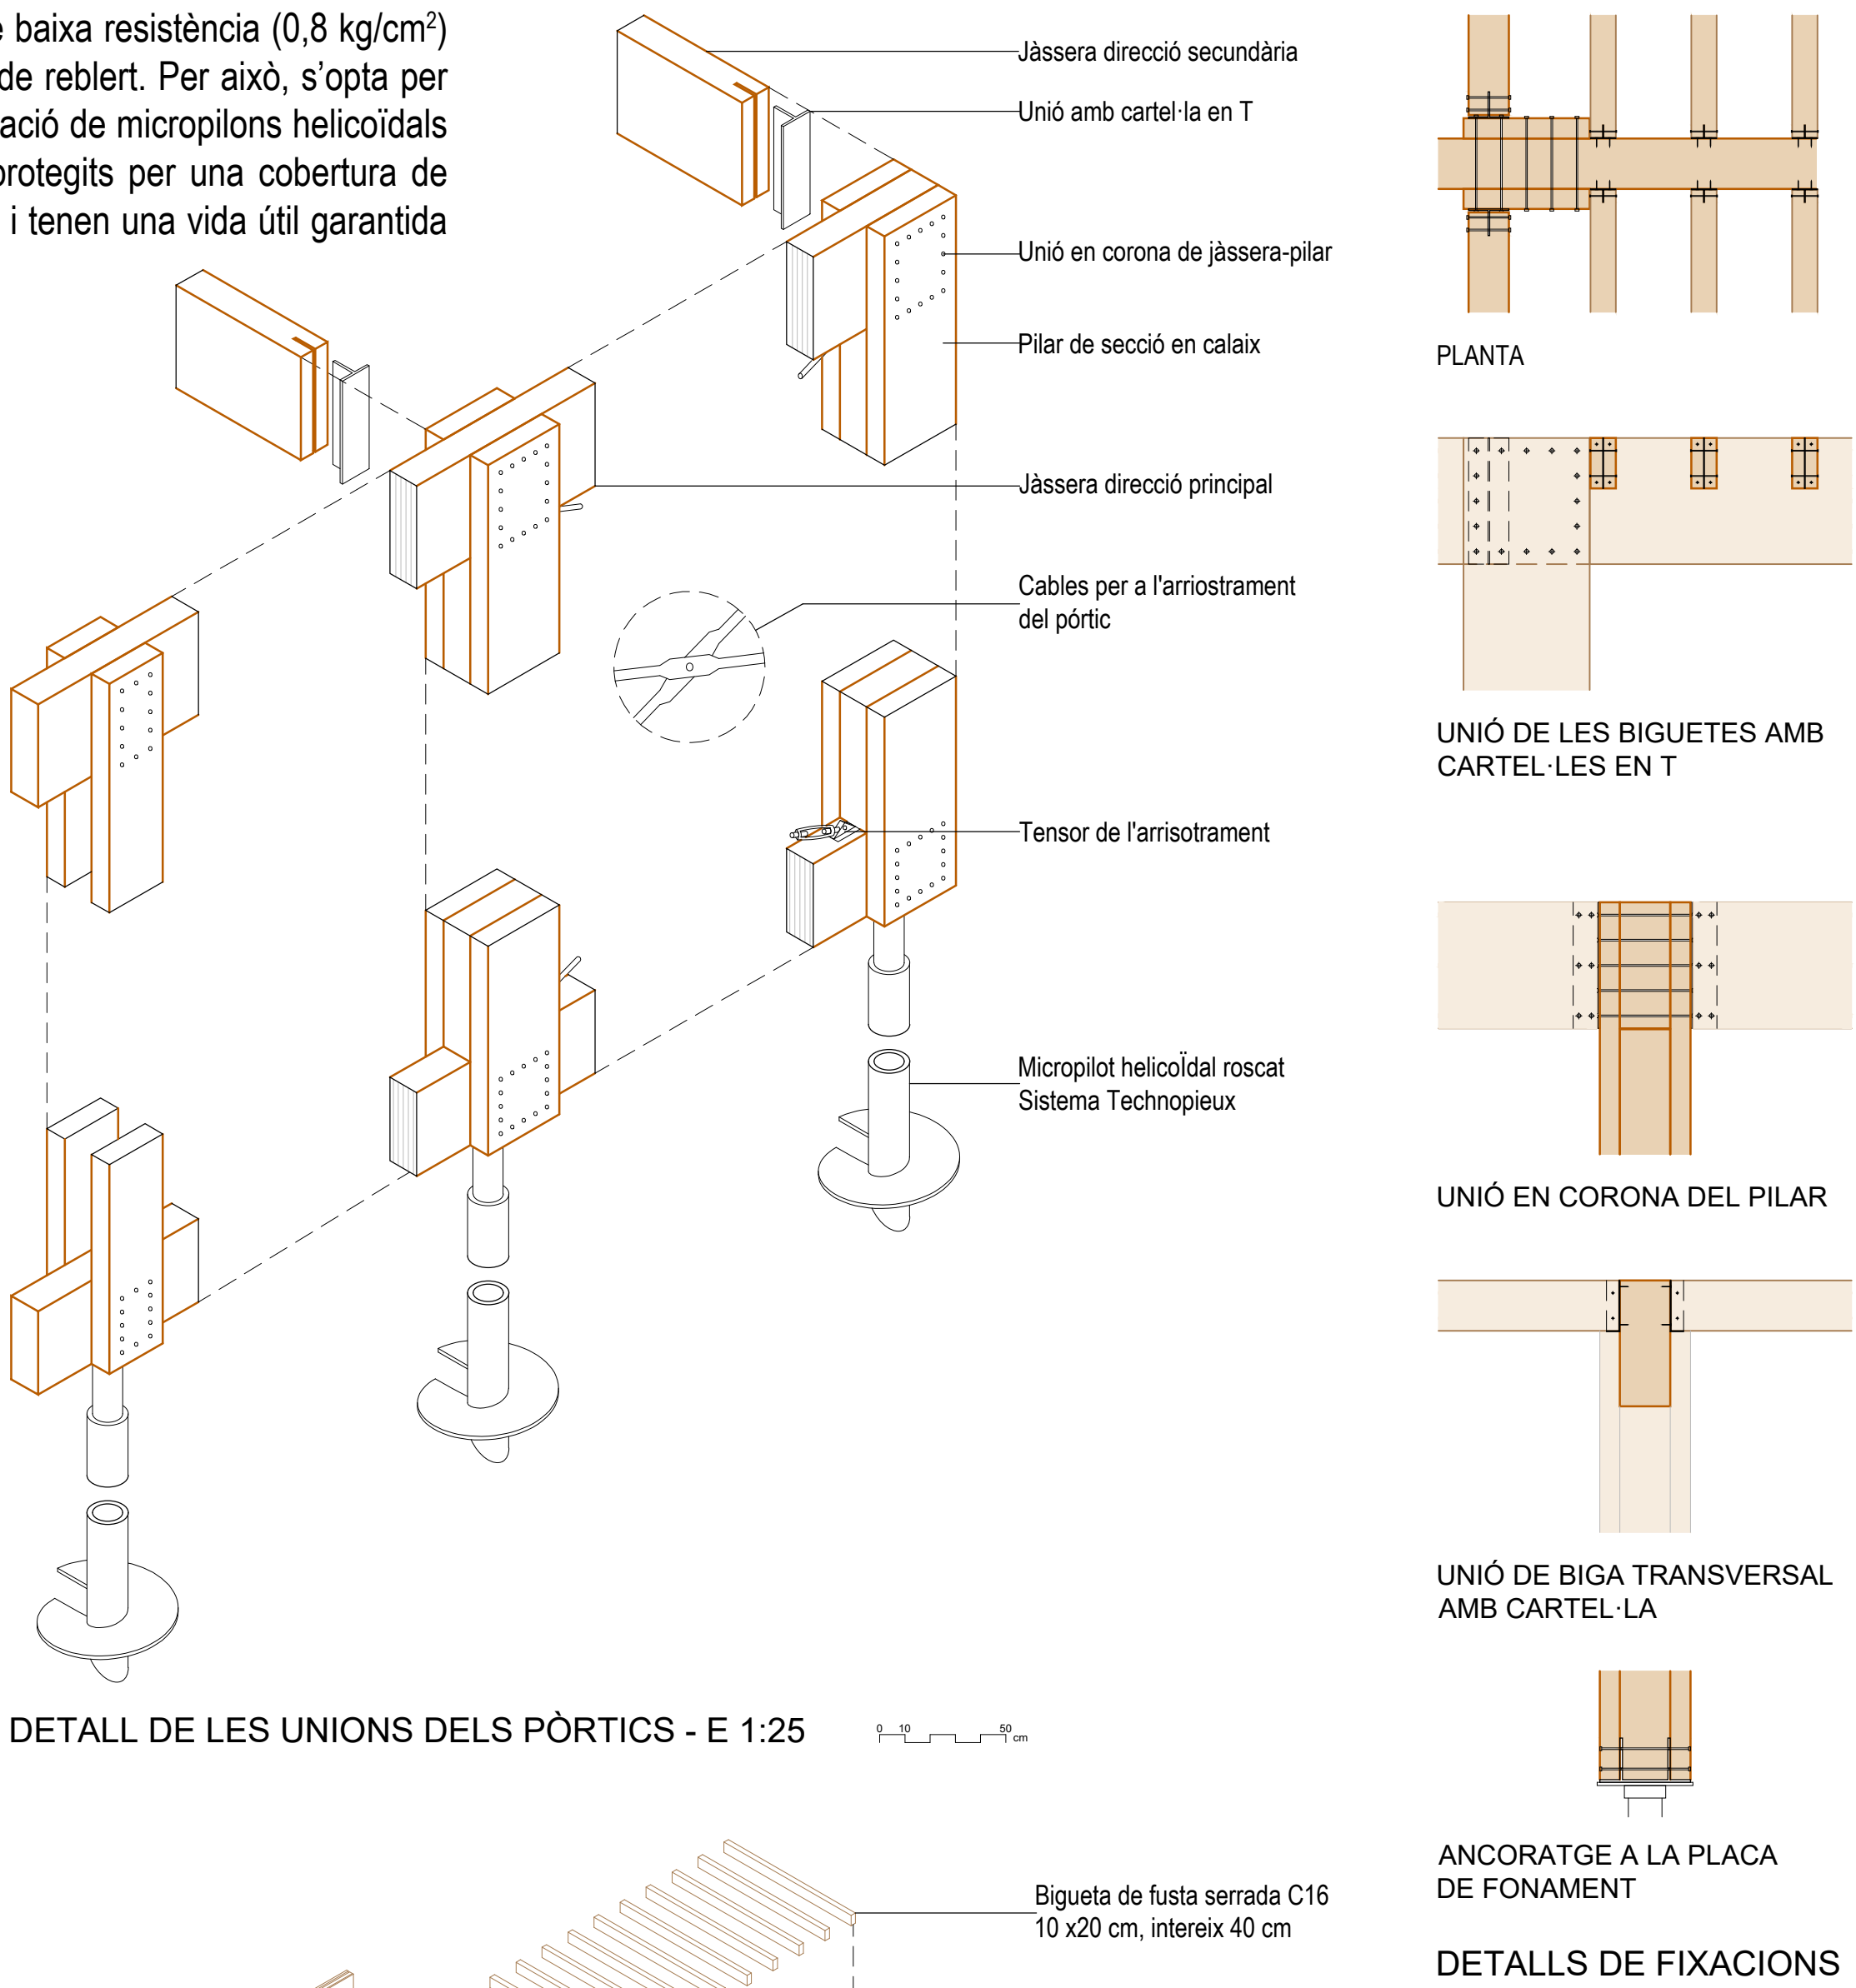 baixa resistència (0,8 kg/cm²)
de reblert. Per això, s’opta per
ació de micropilons helicoïdals
protegits per una cobertura de
i tenen una vida útil garantida
Jàssera direcció secundària
Unió amb cartel·la en T
Unió en corona de jàssera-pilar
Pilar de secció en calaix
Jàssera direcció principal
Cables per a l'arriostrament
del pórtic
Tensor de l'arrisotrament
Micropilot helicoÏdal roscat
Sistema Technopieux
DETALL DE LES UNIONS DELS PÒRTICS - E 1:25
0 10 50
cm
Bigueta de fusta serrada C16
10 x20 cm, intereix 40 cm
PLANTA
UNIÓ DE LES BIGUETES AMB
CARTEL·LES EN T
UNIÓ EN CORONA DEL PILAR
UNIÓ DE BIGA TRANSVERSAL
AMB CARTEL·LA
ANCORATGE A LA PLACA
DE FONAMENT
DETALLS DE FIXACIONS